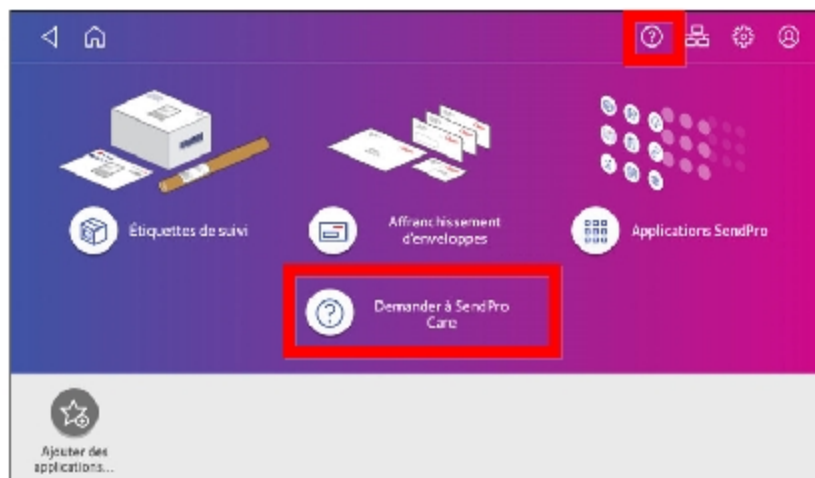 Étiquettes de suivi
Affranchissement
d'enveloppes
Applications SendPro
Demander à SendPro
Care
Ajouter des
applications...